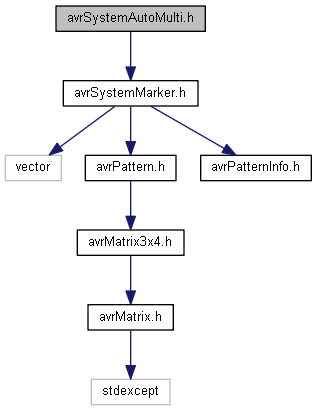 avrSystemAutoMulti.h
avrSystemMarker.h
vector
avrPattern.h
avrPatternInfo.h
avrMatrix3x4.h
avrMatrix.h
stdexcept